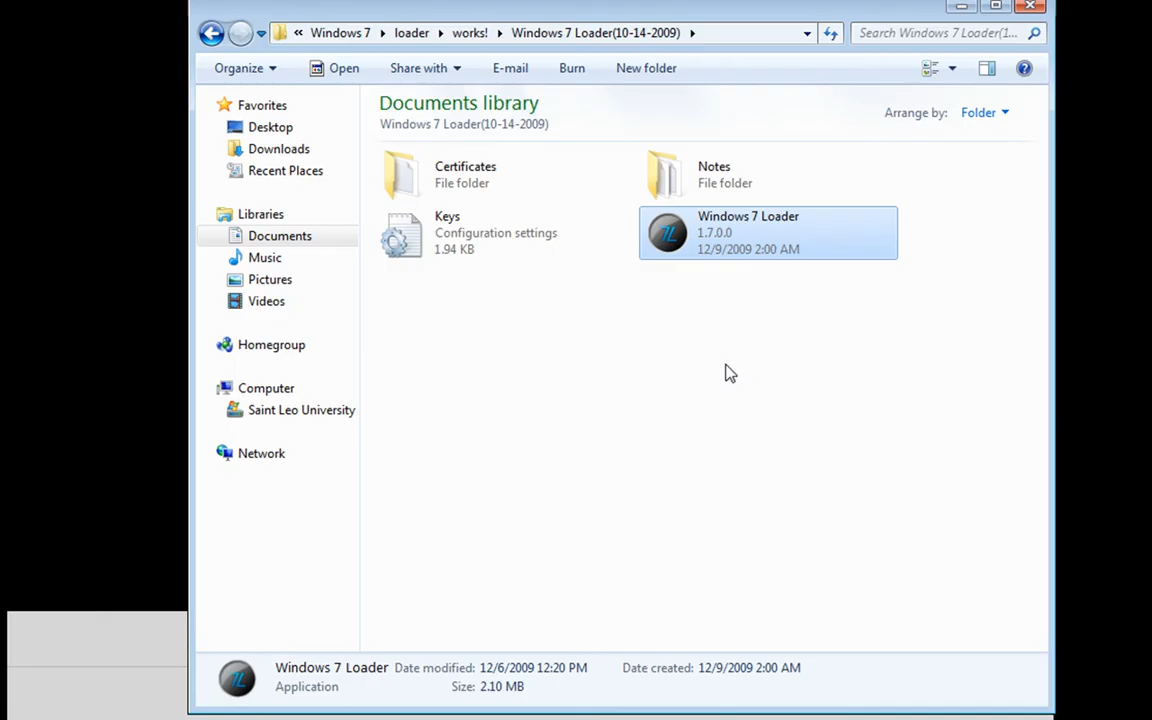 « Windows 7 ▸ loader ▸ works! ▸ Windows 7 Loader(10-14-2009) ▸
Search Windows 7 Loader(1...
Organize ▾ Open Share with ▾ E-mail Burn New folder
Favorites
Desktop
Downloads
Recent Places
Libraries
Documents
Music
Pictures
Videos
Homegroup
Computer
Saint Leo University
Network
Documents library
Windows 7 Loader(10-14-2009)
Arrange by: Folder ▾
Certificates
File folder
Notes
File folder
Keys
Configuration settings
1.94 KB
Windows 7 Loader
1.7.0.0
12/9/2009 2:00 AM
Windows 7 Loader Date modified: 12/6/2009 12:20 PM Date created: 12/9/2009 2:00 AM
Application Size: 2.10 MB